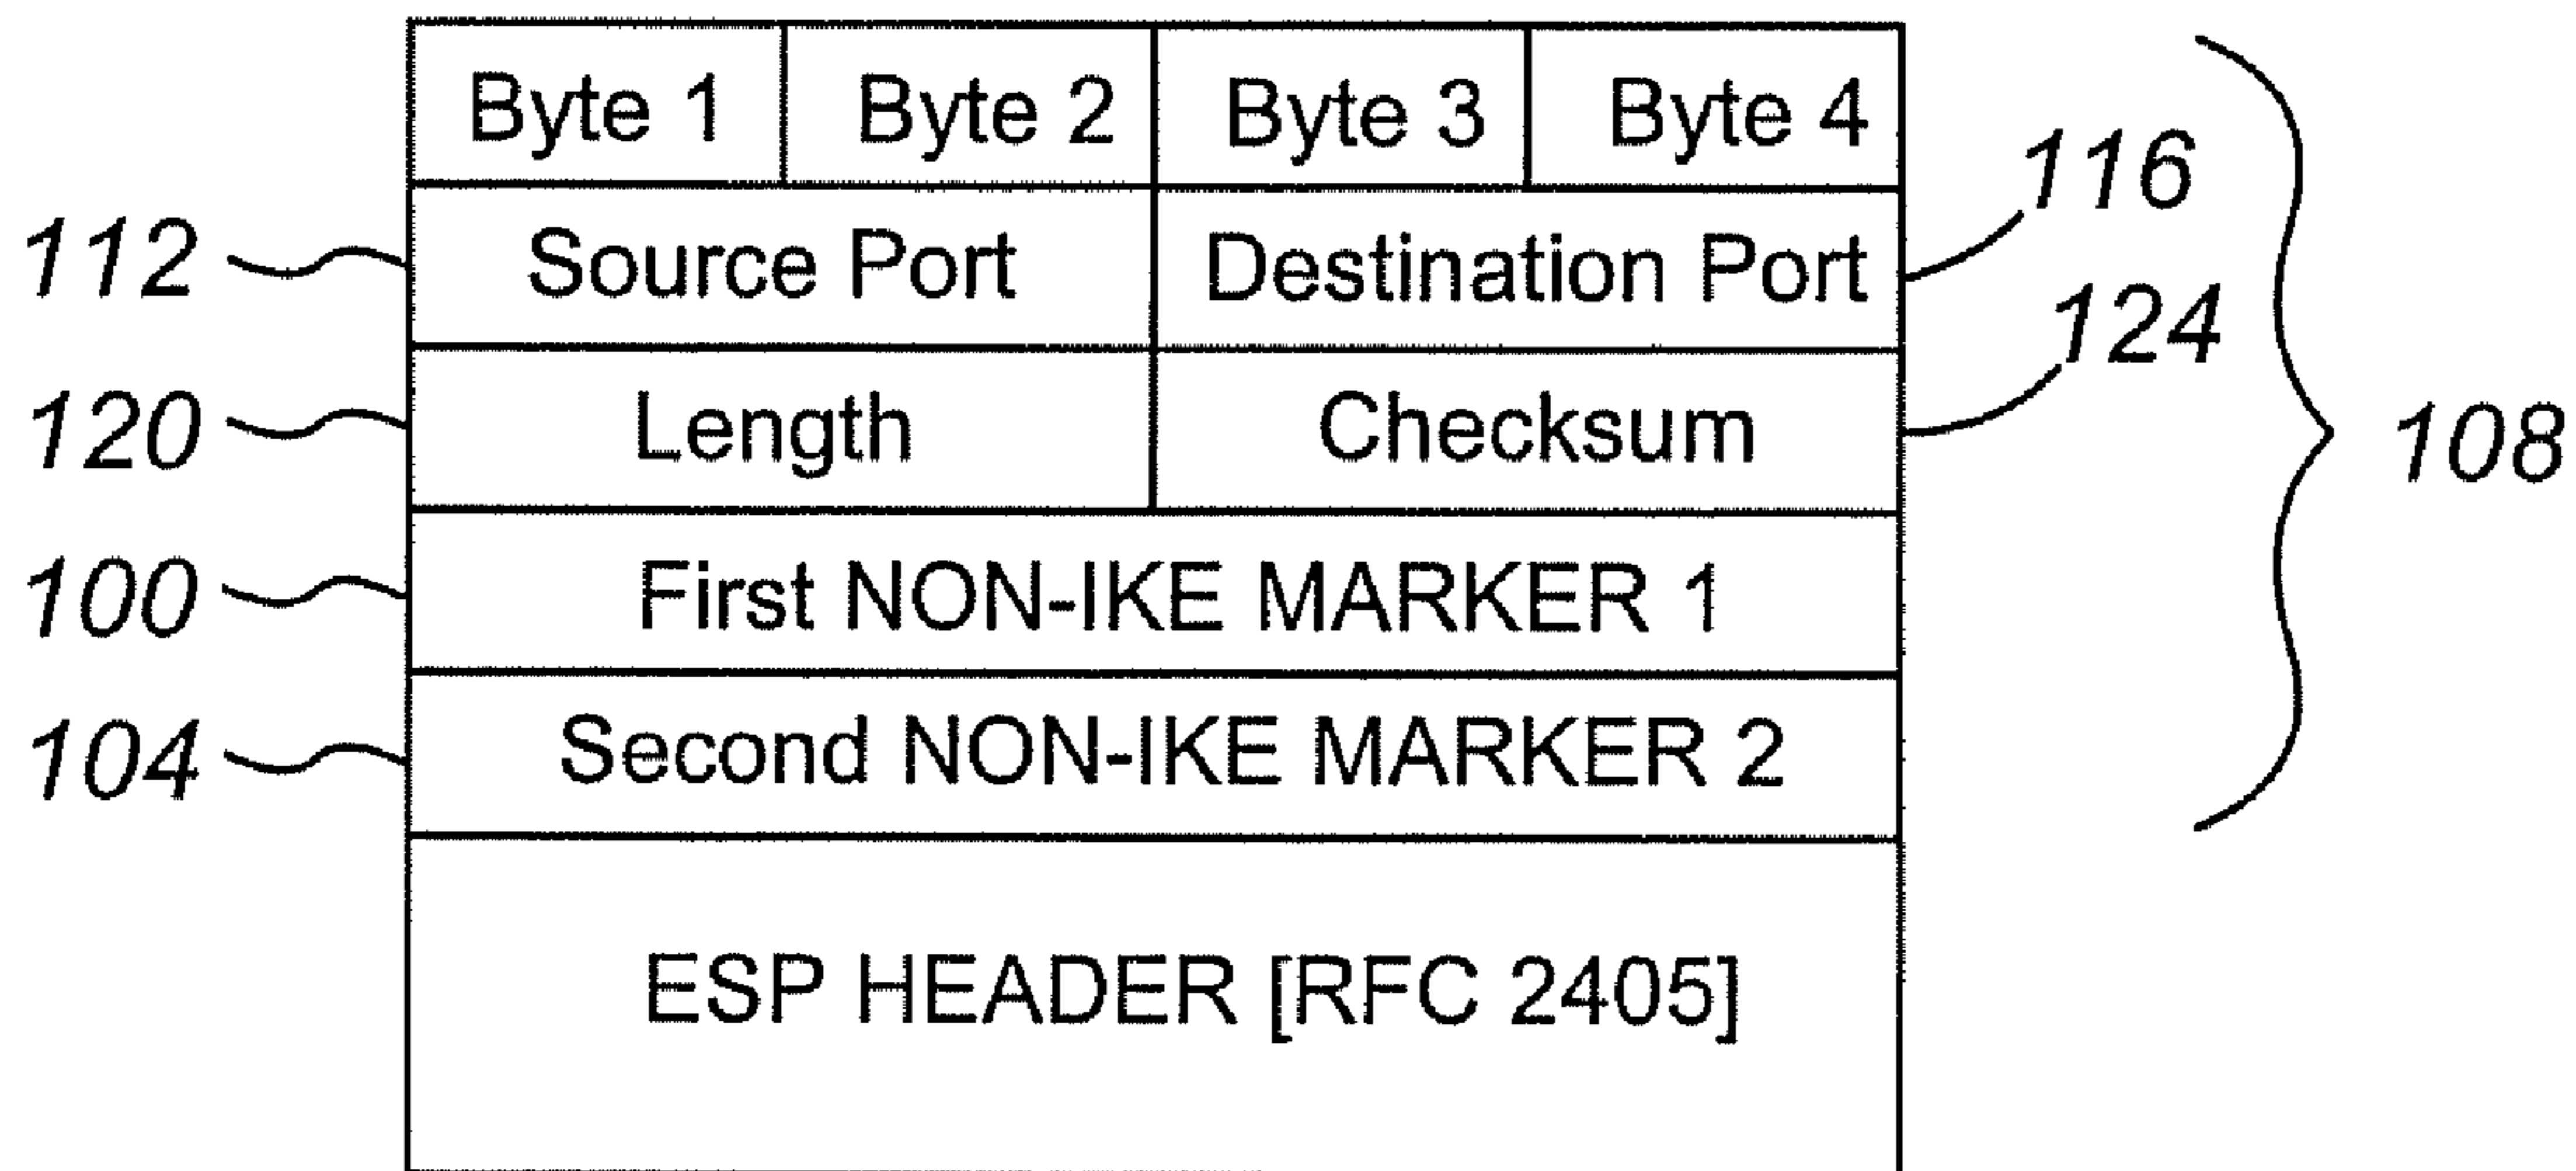 Byte 1 Byte 2 Byte 3 Byte 4
116
112 Source Port Destination Port
124
120 Length Checksum
108
100 First NON-IKE MARKER 1
104 Second NON-IKE MARKER 2
ESP HEADER [RFC 2405]